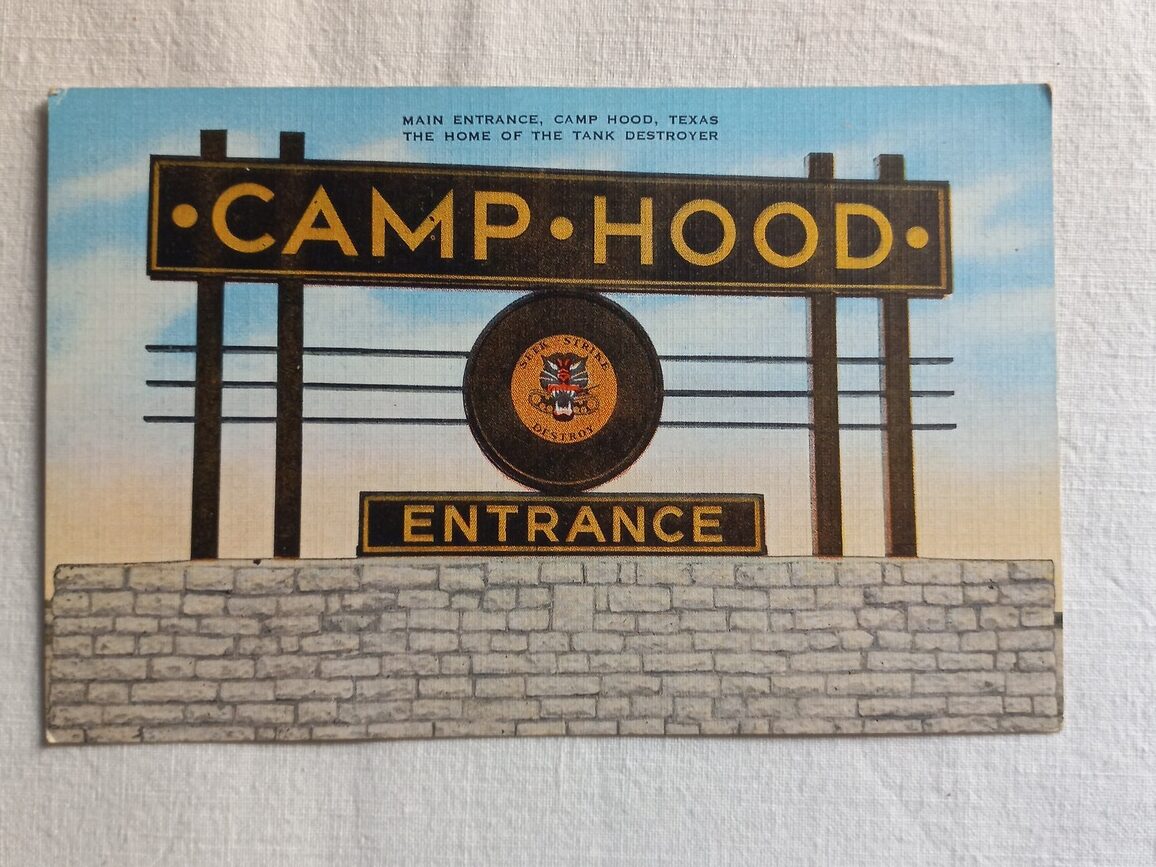 MAIN ENTRANCE, CAMP HOOD, TEXAS
THE HOME OF THE TANK DESTROYER
• CAMP • HOOD •
SEEK STRIKE
DESTROY
ENTRANCE